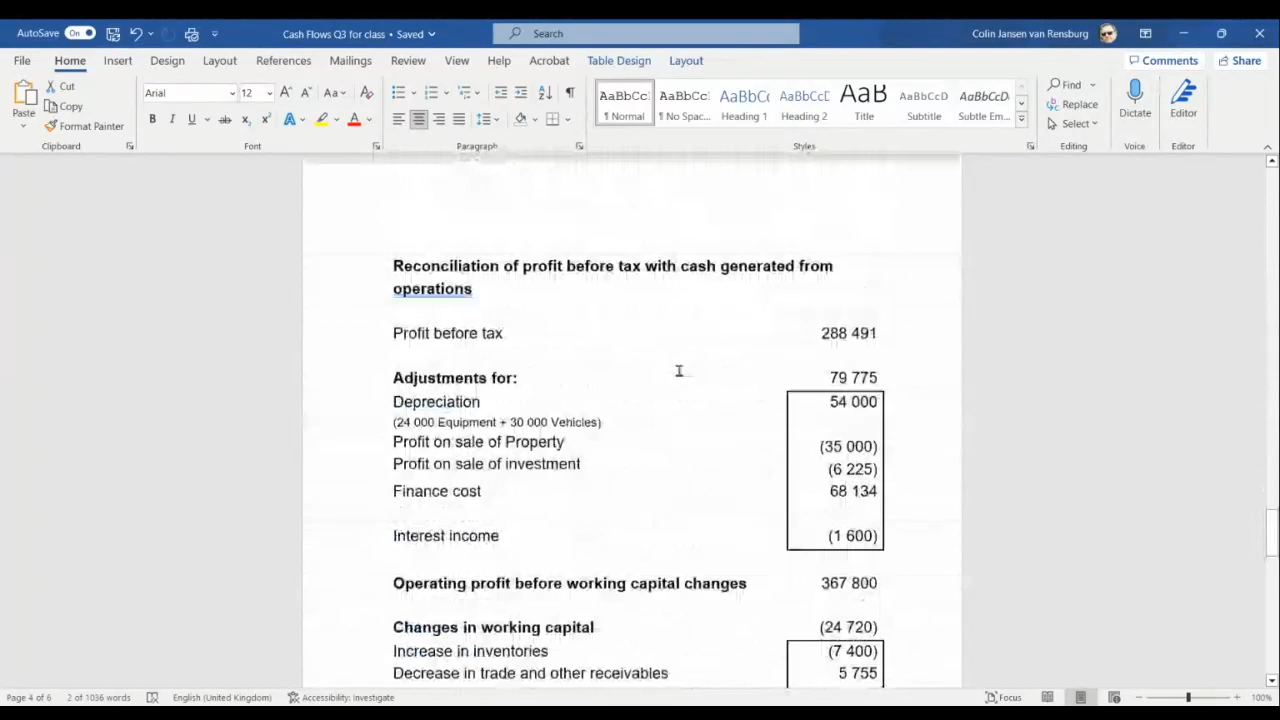 AutoSave On Cash Flows Q3 for class • Saved Search Colin Jansen van Rensburg
File Home Insert Design Layout References Mailings Review View Help Acrobat Table Design Layout Comments Share
Paste Cut Copy Format Painter
Arial 12 Aa
B I U ab x₂ x² A A
AaBbCc AaBbCc AaBbCc AaBbCcD AaB AaBbCcD AaBbCcD
¶ Normal ¶ No Spac... Heading 1 Heading 2 Title Subtitle Subtle Em...
Find Replace Select Dictate Editor
Clipboard Font Paragraph Styles Editing Voice Editor
Reconciliation of profit before tax with cash generated from
operations
Profit before tax 288 491
Adjustments for: 79 775
Depreciation 54 000
(24 000 Equipment + 30 000 Vehicles)
Profit on sale of Property (35 000)
Profit on sale of investment (6 225)
Finance cost 68 134
Interest income (1 600)
Operating profit before working capital changes 367 800
Changes in working capital (24 720)
Increase in inventories (7 400)
Decrease in trade and other receivables 5 755
Page 4 of 6 2 of 1036 words English (United Kingdom) Accessibility: Investigate Focus 100%